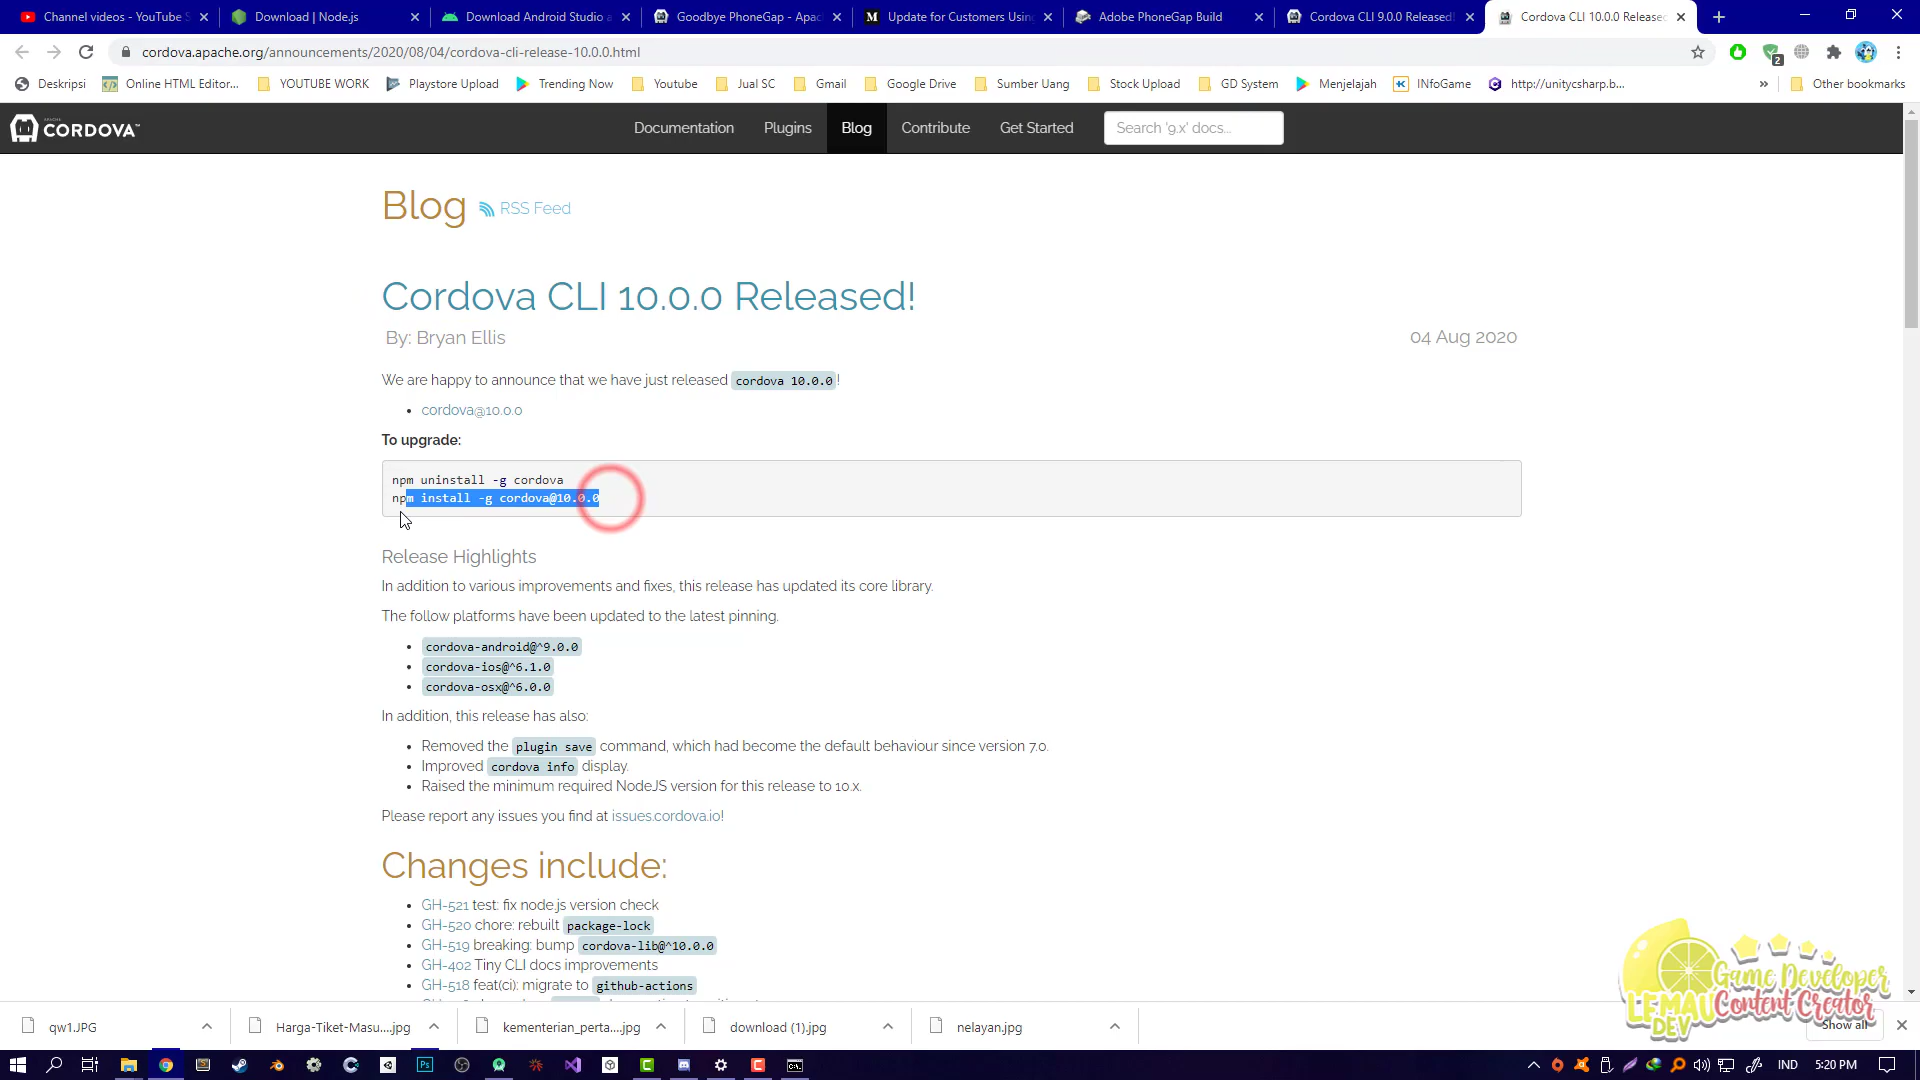 Channel videos - YouTube S
Download | Node.js
Download Android Studio a
Goodbye PhoneGap - Apac
Update for Customers Usin
Adobe PhoneGap Build
Cordova CLI 9.0.0 Released!
Cordova CLI 10.0.0 Released
cordova.apache.org/announcements/2020/08/04/cordova-cli-release-10.0.0.html
2
Deskripsi
Online HTML Editor...
YOUTUBE WORK
Playstore Upload
Trending Now
Youtube
Jual SC
Gmail
Google Drive
Sumber Uang
Stock Upload
GD System
Menjelajah
INfoGame
http://unitycsharp.b...
»
Other bookmarks
APACHE
CORDOVA™
Documentation
Plugins
Blog
Contribute
Get Started
Search '9.x' docs...
Blog
RSS Feed
Cordova CLI 10.0.0 Released!
By: Bryan Ellis
04 Aug 2020
We are happy to announce that we have just released cordova 10.0.0!
• cordova@10.0.0
To upgrade:
npm uninstall -g cordova
npm install -g cordova@10.0.0
Release Highlights
In addition to various improvements and fixes, this release has updated its core library.
The follow platforms have been updated to the latest pinning.
• cordova-android@^9.0.0
• cordova-ios@^6.1.0
• cordova-osx@^6.0.0
In addition, this release has also:
• Removed the plugin save command, which had become the default behaviour since version 7.0.
• Improved cordova info display.
• Raised the minimum required NodeJS version for this release to 10.x.
Please report any issues you find at issues.cordova.io!
Changes include:
• GH-521 test: fix node.js version check
• GH-520 chore: rebuilt package-lock
• GH-519 breaking: bump cordova-lib@^10.0.0
• GH-402 Tiny CLI docs improvements
• GH-518 feat(ci): migrate to github-actions
Game Developer
LEMAU Content Creator
DEV
qw1.JPG
Harga-Tiket-Masu....jpg
kementerian_perta....jpg
download (1).jpg
nelayan.jpg
Show all
IND
5:20 PM